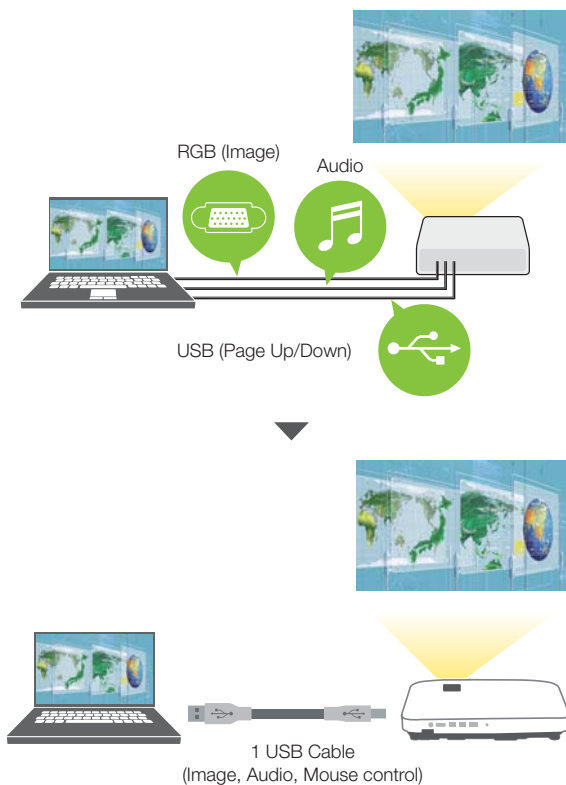 RGB (Image)
Audio
USB (Page Up/Down)
1 USB Cable
(Image, Audio, Mouse control)